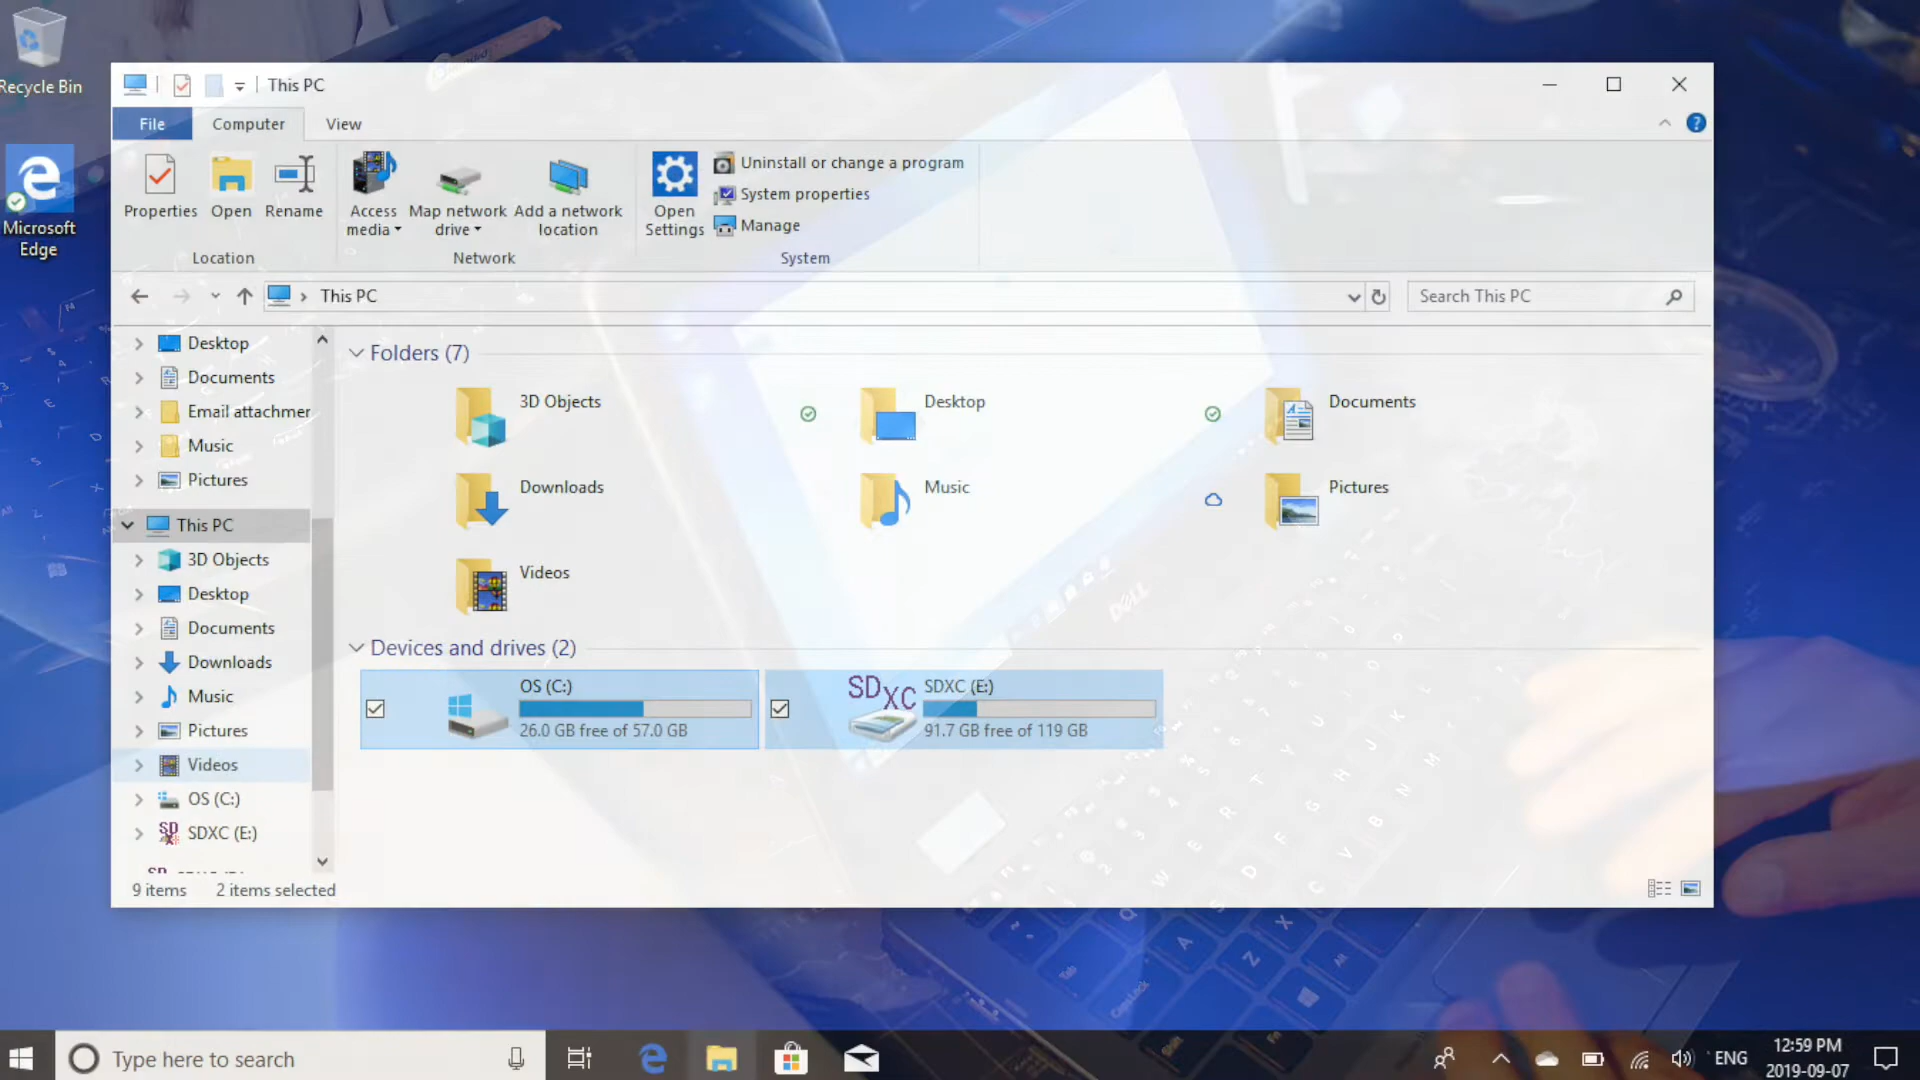 Recycle Bin
Microsoft
Edge
This PC
File
Computer
View
Properties
Open
Rename
Access
media
Map network
drive
Add a network
location
Open
Settings
Uninstall or change a program
System properties
Manage
Location
Network
System
This PC
Search This PC
Desktop
Documents
Email attachmer
Music
Pictures
This PC
3D Objects
Desktop
Documents
Downloads
Music
Pictures
Videos
OS (C:)
SDXC (E:)
Folders (7)
3D Objects
Desktop
Documents
Downloads
Music
Pictures
Videos
Devices and drives (2)
OS (C:)
26.0 GB free of 57.0 GB
SDXC
SDXC (E:)
91.7 GB free of 119 GB
DELL
9 items
2 items selected
Type here to search
ENG
12:59 PM
2019-09-07